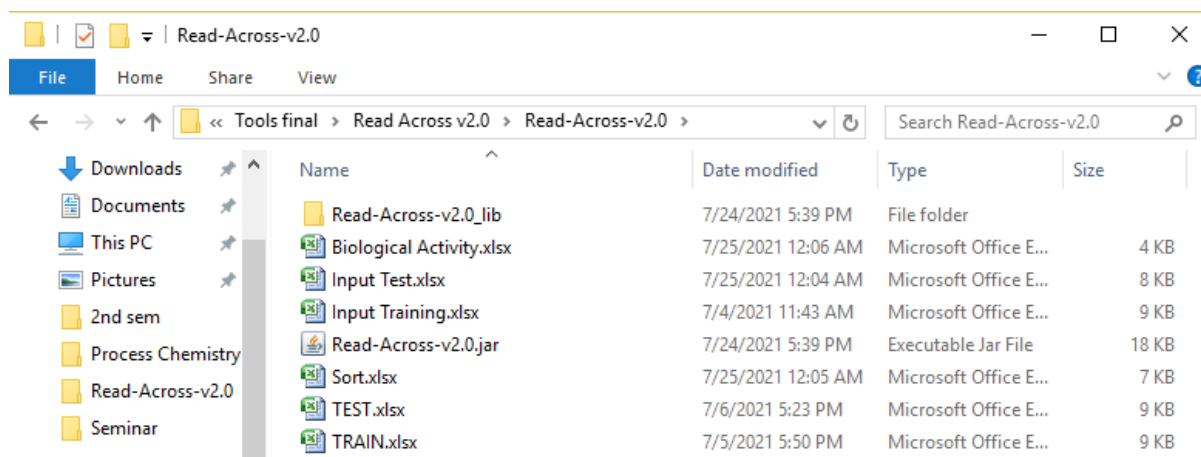 Read-Across-v2.0
File Home Share View
« Tools final > Read Across v2.0 > Read-Across-v2.0 > Search Read-Across-v2.0
Downloads
Documents
This PC
Pictures
2nd sem
Process Chemistry
Read-Across-v2.0
Seminar
Name Date modified Type Size
Read-Across-v2.0_lib 7/24/2021 5:39 PM File folder
Biological Activity.xlsx 7/25/2021 12:06 AM Microsoft Office E... 4 KB
Input Test.xlsx 7/25/2021 12:04 AM Microsoft Office E... 8 KB
Input Training.xlsx 7/4/2021 11:43 AM Microsoft Office E... 9 KB
Read-Across-v2.0.jar 7/24/2021 5:39 PM Executable Jar File 18 KB
Sort.xlsx 7/25/2021 12:05 AM Microsoft Office E... 7 KB
TEST.xlsx 7/6/2021 5:23 PM Microsoft Office E... 9 KB
TRAIN.xlsx 7/5/2021 5:50 PM Microsoft Office E... 9 KB